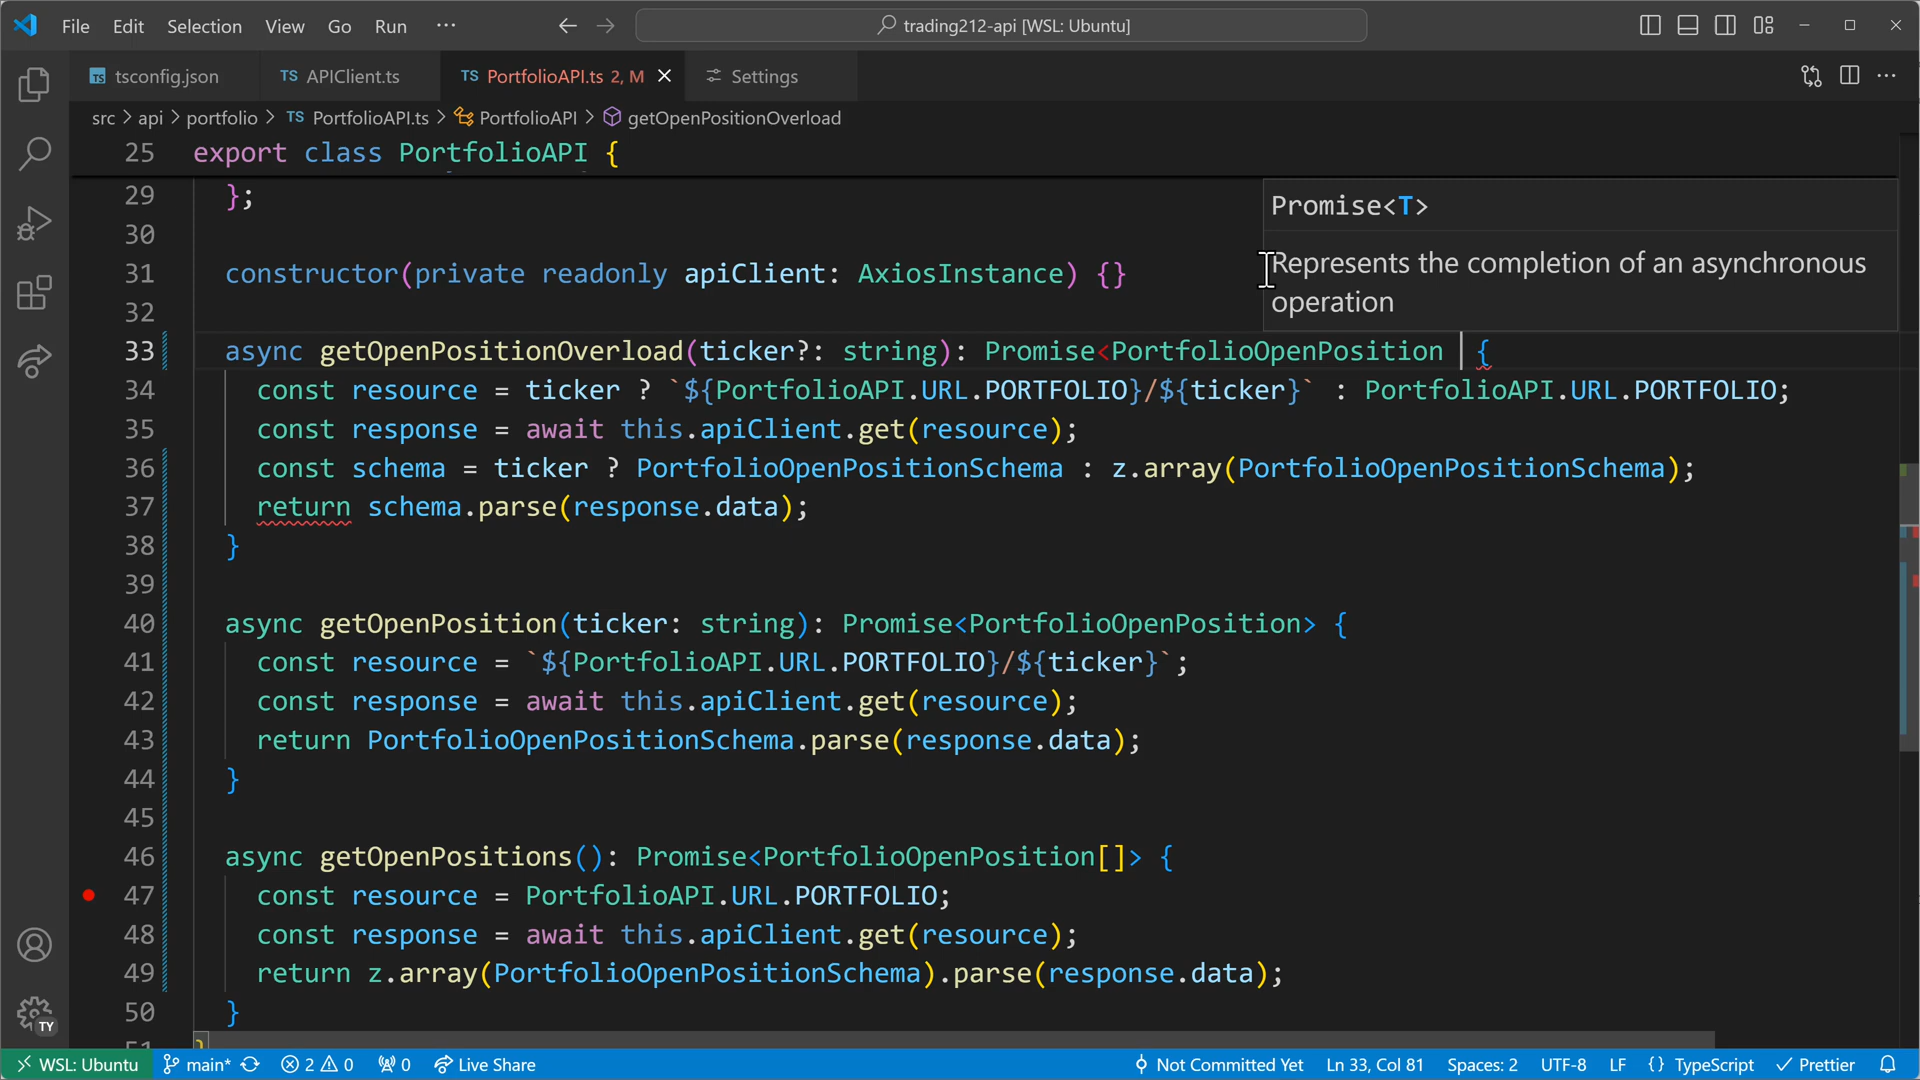 File Edit Selection View Go Run ··· trading212-api [WSL: Ubuntu]
TS tsconfig.json TS APIClient.ts TS PortfolioAPI.ts 2, M Settings
src > api > portfolio > TS PortfolioAPI.ts > PortfolioAPI > getOpenPositionOverload
25 export class PortfolioAPI {
29 };
Promise<T>
30
Represents the completion of an asynchronous
operation
31 constructor(private readonly apiClient: AxiosInstance) {}
32
33 async getOpenPositionOverload(ticker?: string): Promise<PortfolioOpenPosition {
34 const resource = ticker ? `${PortfolioAPI.URL.PORTFOLIO}/${ticker}` : PortfolioAPI.URL.PORTFOLIO;
35 const response = await this.apiClient.get(resource);
36 const schema = ticker ? PortfolioOpenPositionSchema : z.array(PortfolioOpenPositionSchema);
37 return schema.parse(response.data);
38 }
39
40 async getOpenPosition(ticker: string): Promise<PortfolioOpenPosition> {
41 const resource = `${PortfolioAPI.URL.PORTFOLIO}/${ticker}`;
42 const response = await this.apiClient.get(resource);
43 return PortfolioOpenPositionSchema.parse(response.data);
44 }
45
46 async getOpenPositions(): Promise<PortfolioOpenPosition[]> {
47 const resource = PortfolioAPI.URL.PORTFOLIO;
48 const response = await this.apiClient.get(resource);
49 return z.array(PortfolioOpenPositionSchema).parse(response.data);
50 }
TY
WSL: Ubuntu main* 2 0 0 Live Share Not Committed Yet Ln 33, Col 81 Spaces: 2 UTF-8 LF {} TypeScript Prettier